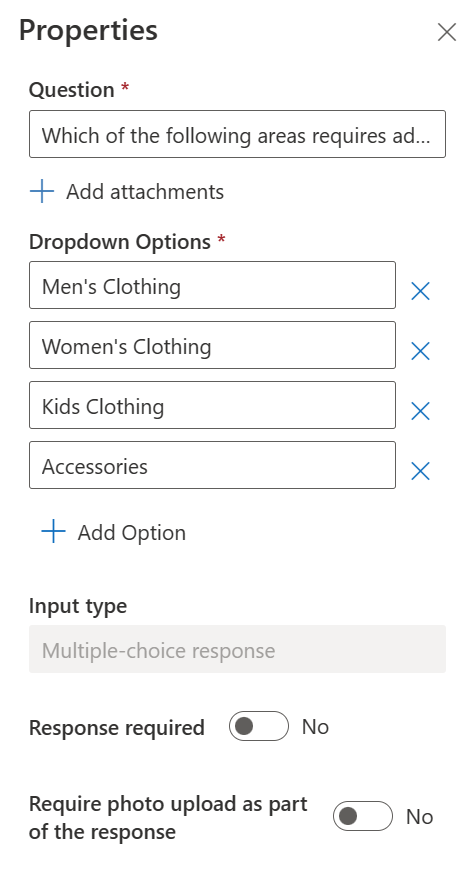 Properties
Question *
Which of the following areas requires ad...
Add attachments
Dropdown Options *
Men's Clothing
Women's Clothing
Kids Clothing
Accessories
Add Option
Input type
Multiple-choice response
Response required No
Require photo upload as part
of the response No